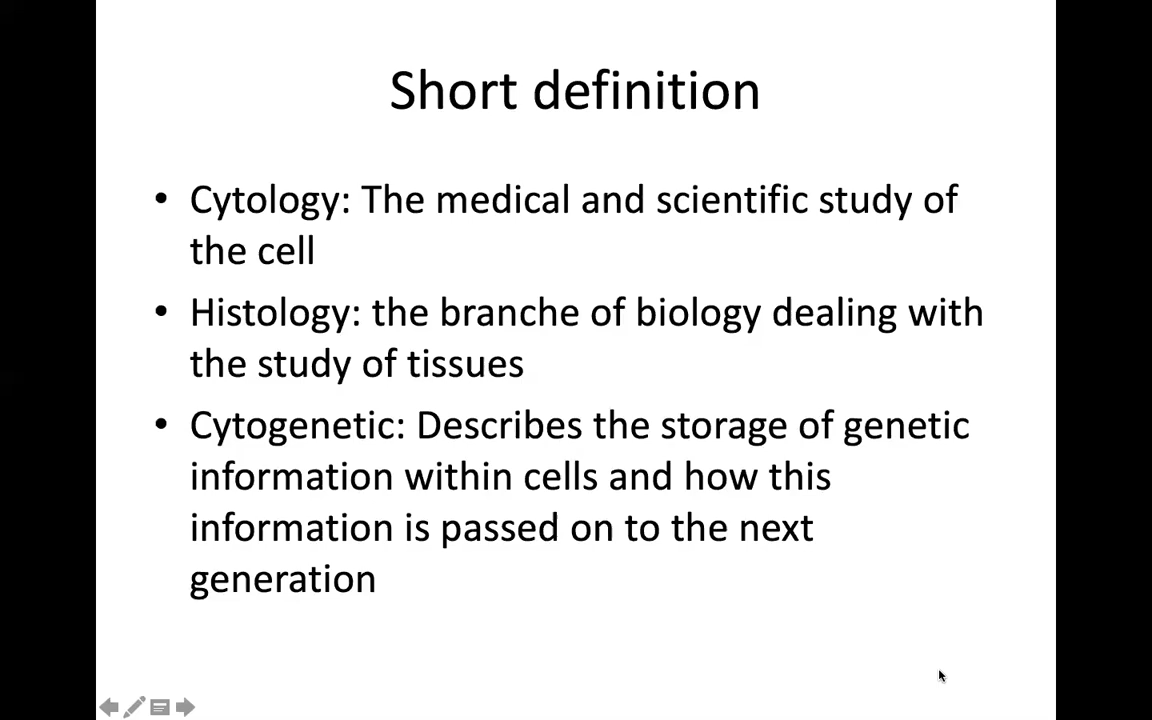 Short definition
• Cytology: The medical and scientific study of
the cell
• Histology: the branche of biology dealing with
the study of tissues
• Cytogenetic: Describes the storage of genetic
information within cells and how this
information is passed on to the next
generation